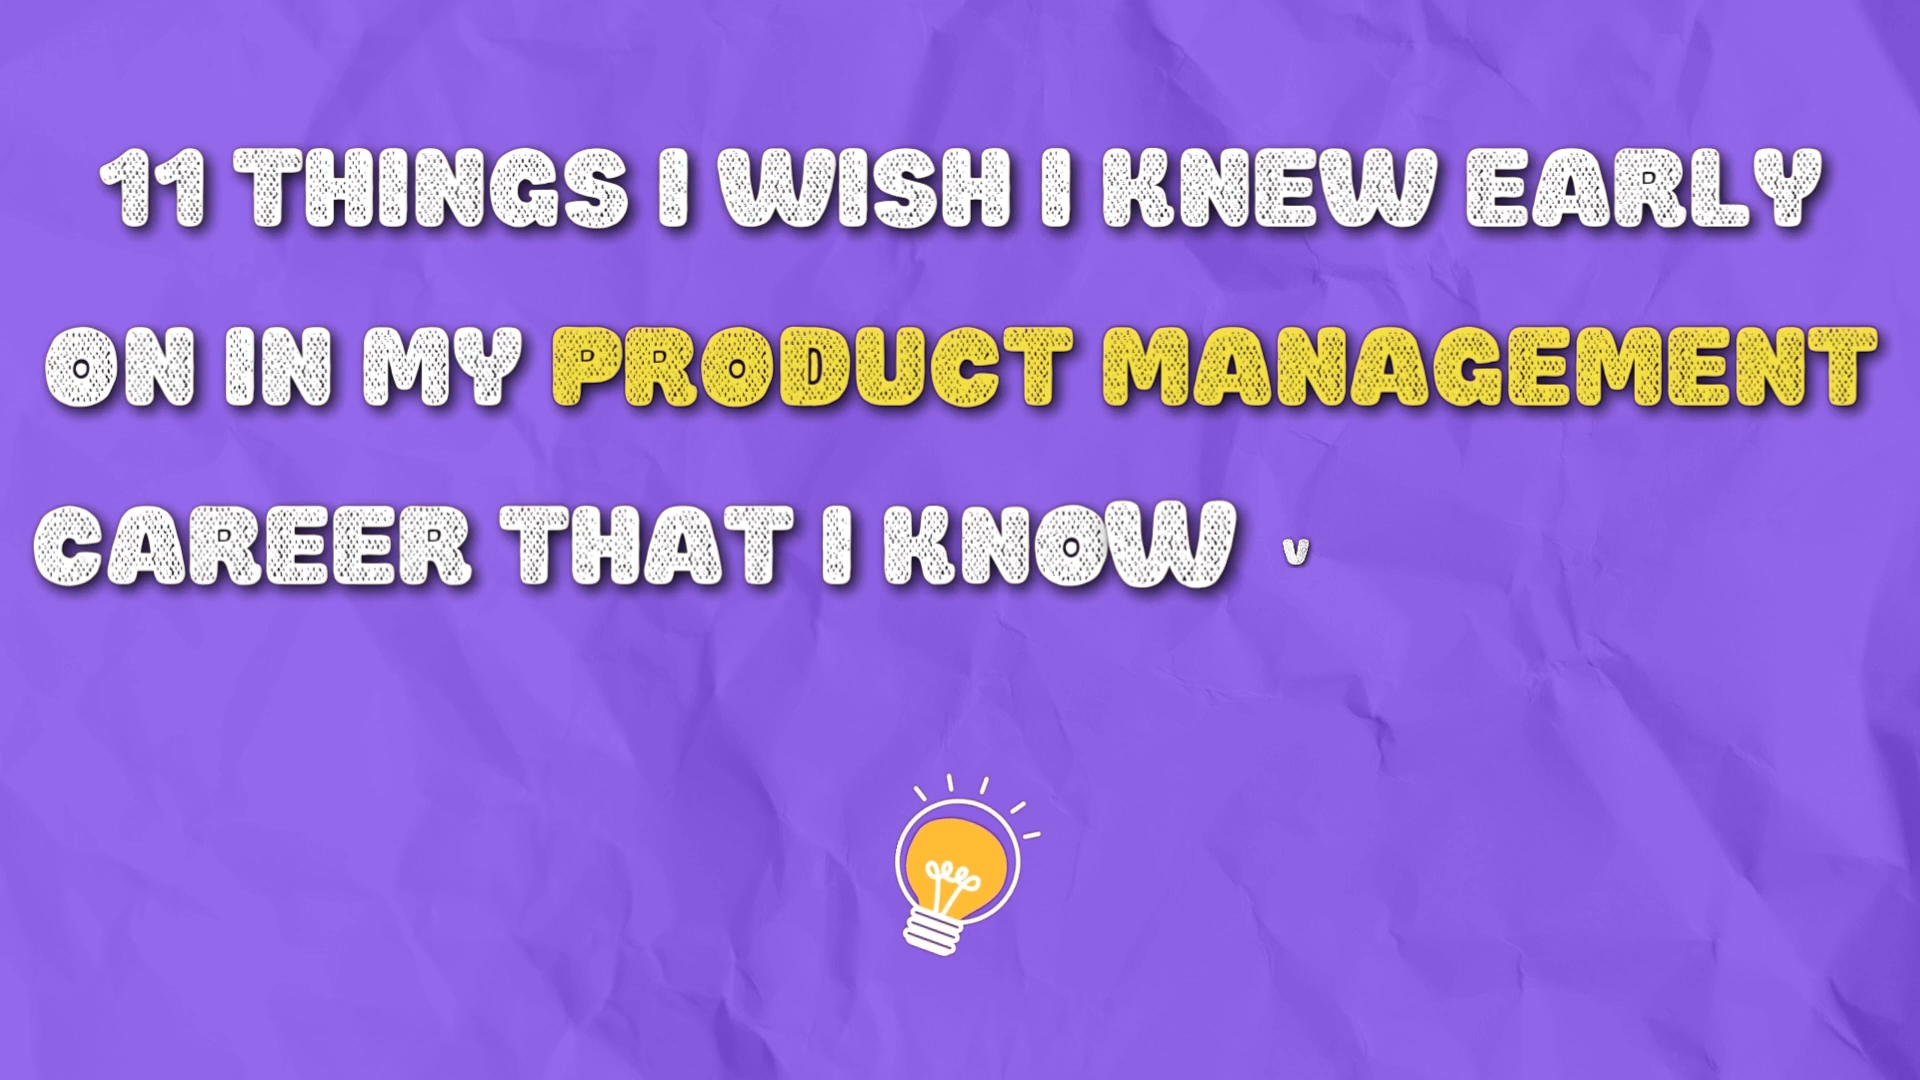 11 THINGS I WISH I KNEW EARLY
ON IN MY PRODUCT MANAGEMENT
CAREER THAT I KNOW V